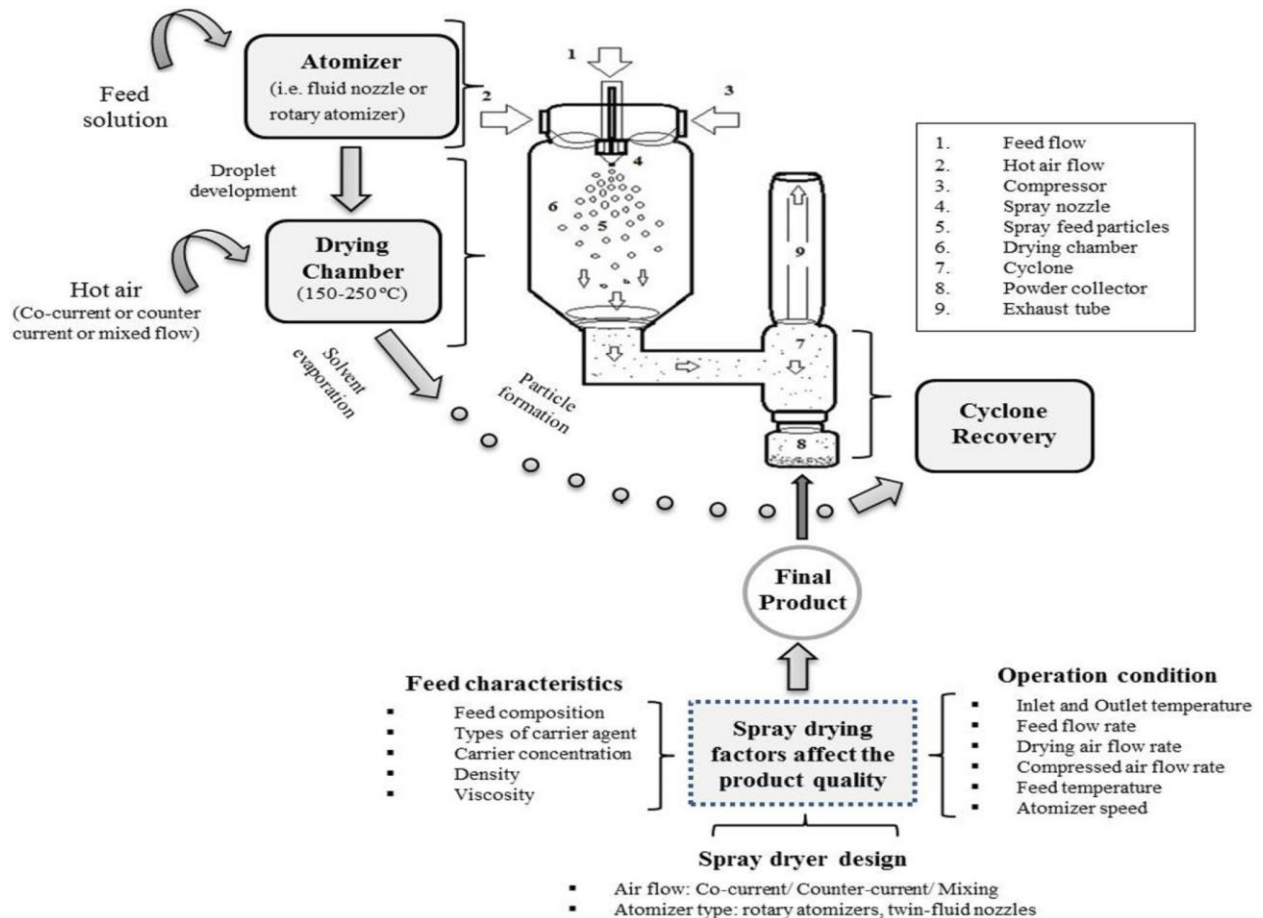 Feed
solution
Atomizer
(i.e. fluid nozzle or
rotary atomizer)
Droplet
development
Hot air
(Co-current or counter
current or mixed flow)
Drying
Chamber
(150-250°C)
Solvent
evaporation
Particle
formation
1
2
3
4
5
6
7
8
9
1. Feed flow
2. Hot air flow
3. Compressor
4. Spray nozzle
5. Spray feed particles
6. Drying chamber
7. Cyclone
8. Powder collector
9. Exhaust tube
Cyclone
Recovery
Final
Product
Feed characteristics
▪ Feed composition
▪ Types of carrier agent
▪ Carrier concentration
▪ Density
▪ Viscosity
Spray drying
factors affect the
product quality
Operation condition
▪ Inlet and Outlet temperature
▪ Feed flow rate
▪ Drying air flow rate
▪ Compressed air flow rate
▪ Feed temperature
▪ Atomizer speed
Spray dryer design
▪ Air flow: Co-current/ Counter-current/ Mixing
▪ Atomizer type: rotary atomizers, twin-fluid nozzles